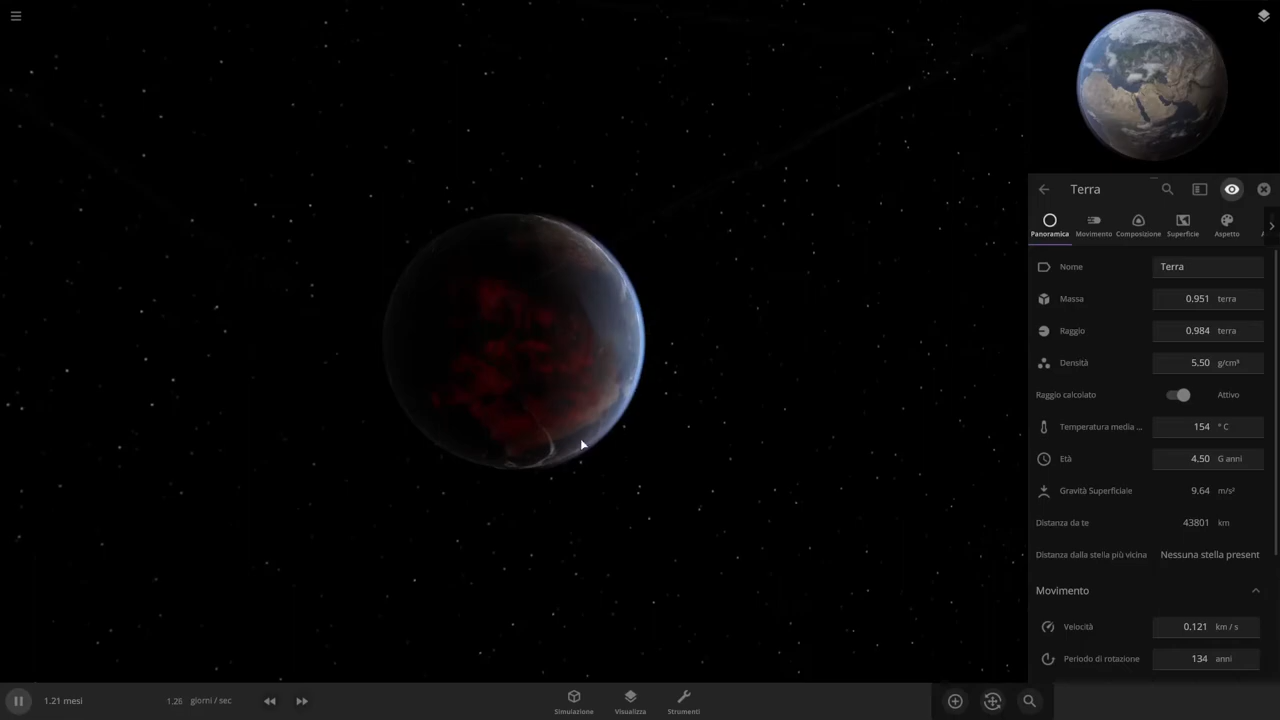 Terra
Panoramica Movimento Composizione Superficie Aspetto
Nome Terra
Massa 0.951 terra
Raggio 0.984 terra
Densità 5.50 g/cm³
Raggio calcolato Attivo
Temperatura media ... 154 °C
Età 4.50 G anni
Gravità Superficiale 9.64 m/s²
Distanza da te 43801 km
Distanza dalla stella più vicina Nessuna stella present
Movimento
Velocità 0.121 km / s
Periodo di rotazione 134 anni
1.21 mesi 1.26 giorni / sec
Simulazione Visualizza Strumenti